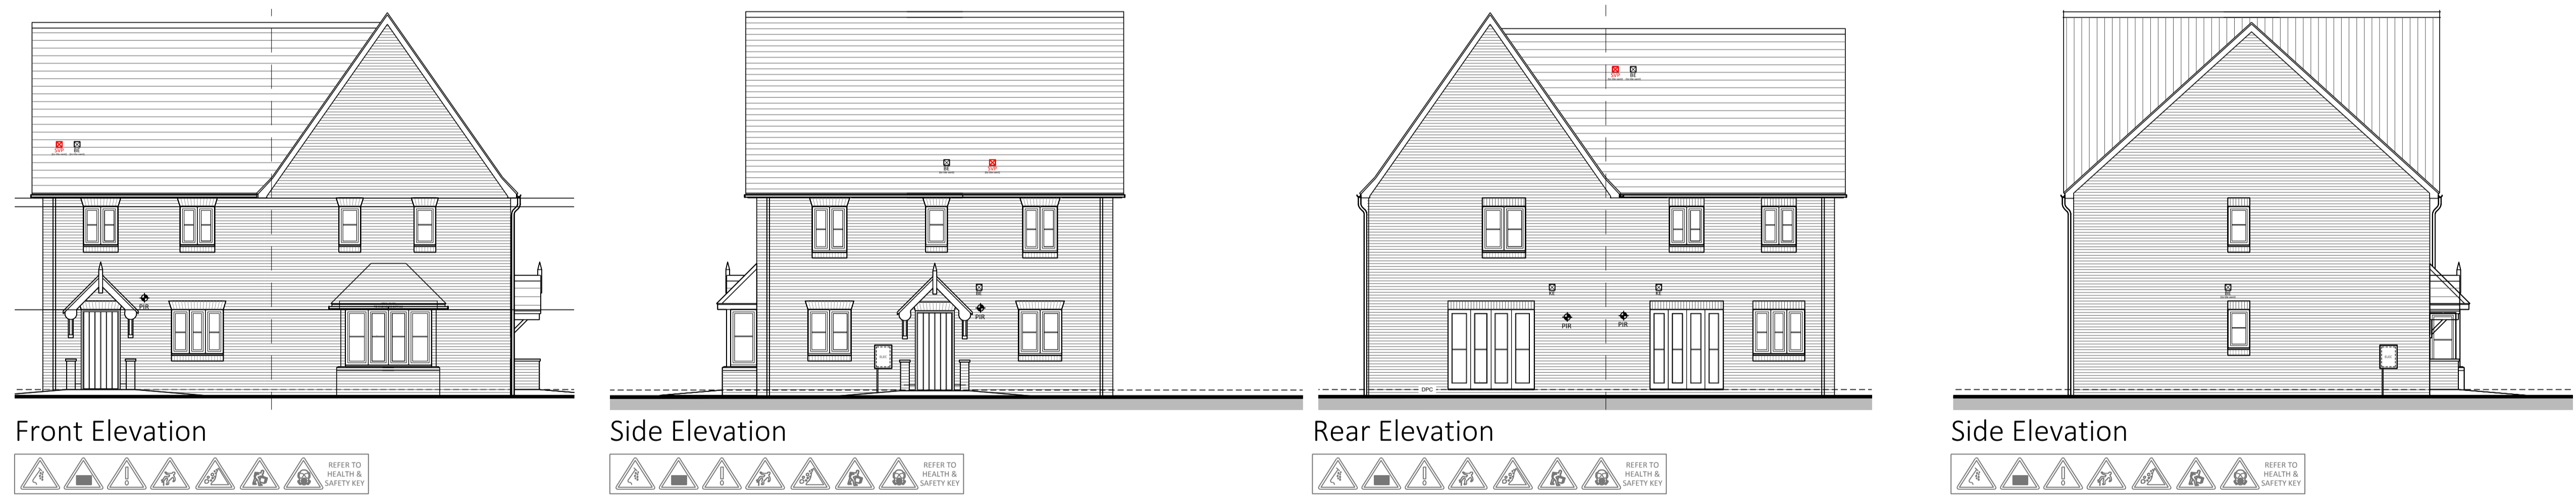 SVP BE
PIR
Front Elevation
REFER TO
HEALTH &
SAFETY KEY
BE SVP
BE
PIR
Side Elevation
REFER TO
HEALTH &
SAFETY KEY
SVP BE
KE KE
PIR PIR
DPC
Rear Elevation
REFER TO
HEALTH &
SAFETY KEY
BE
Side Elevation
REFER TO
HEALTH &
SAFETY KEY